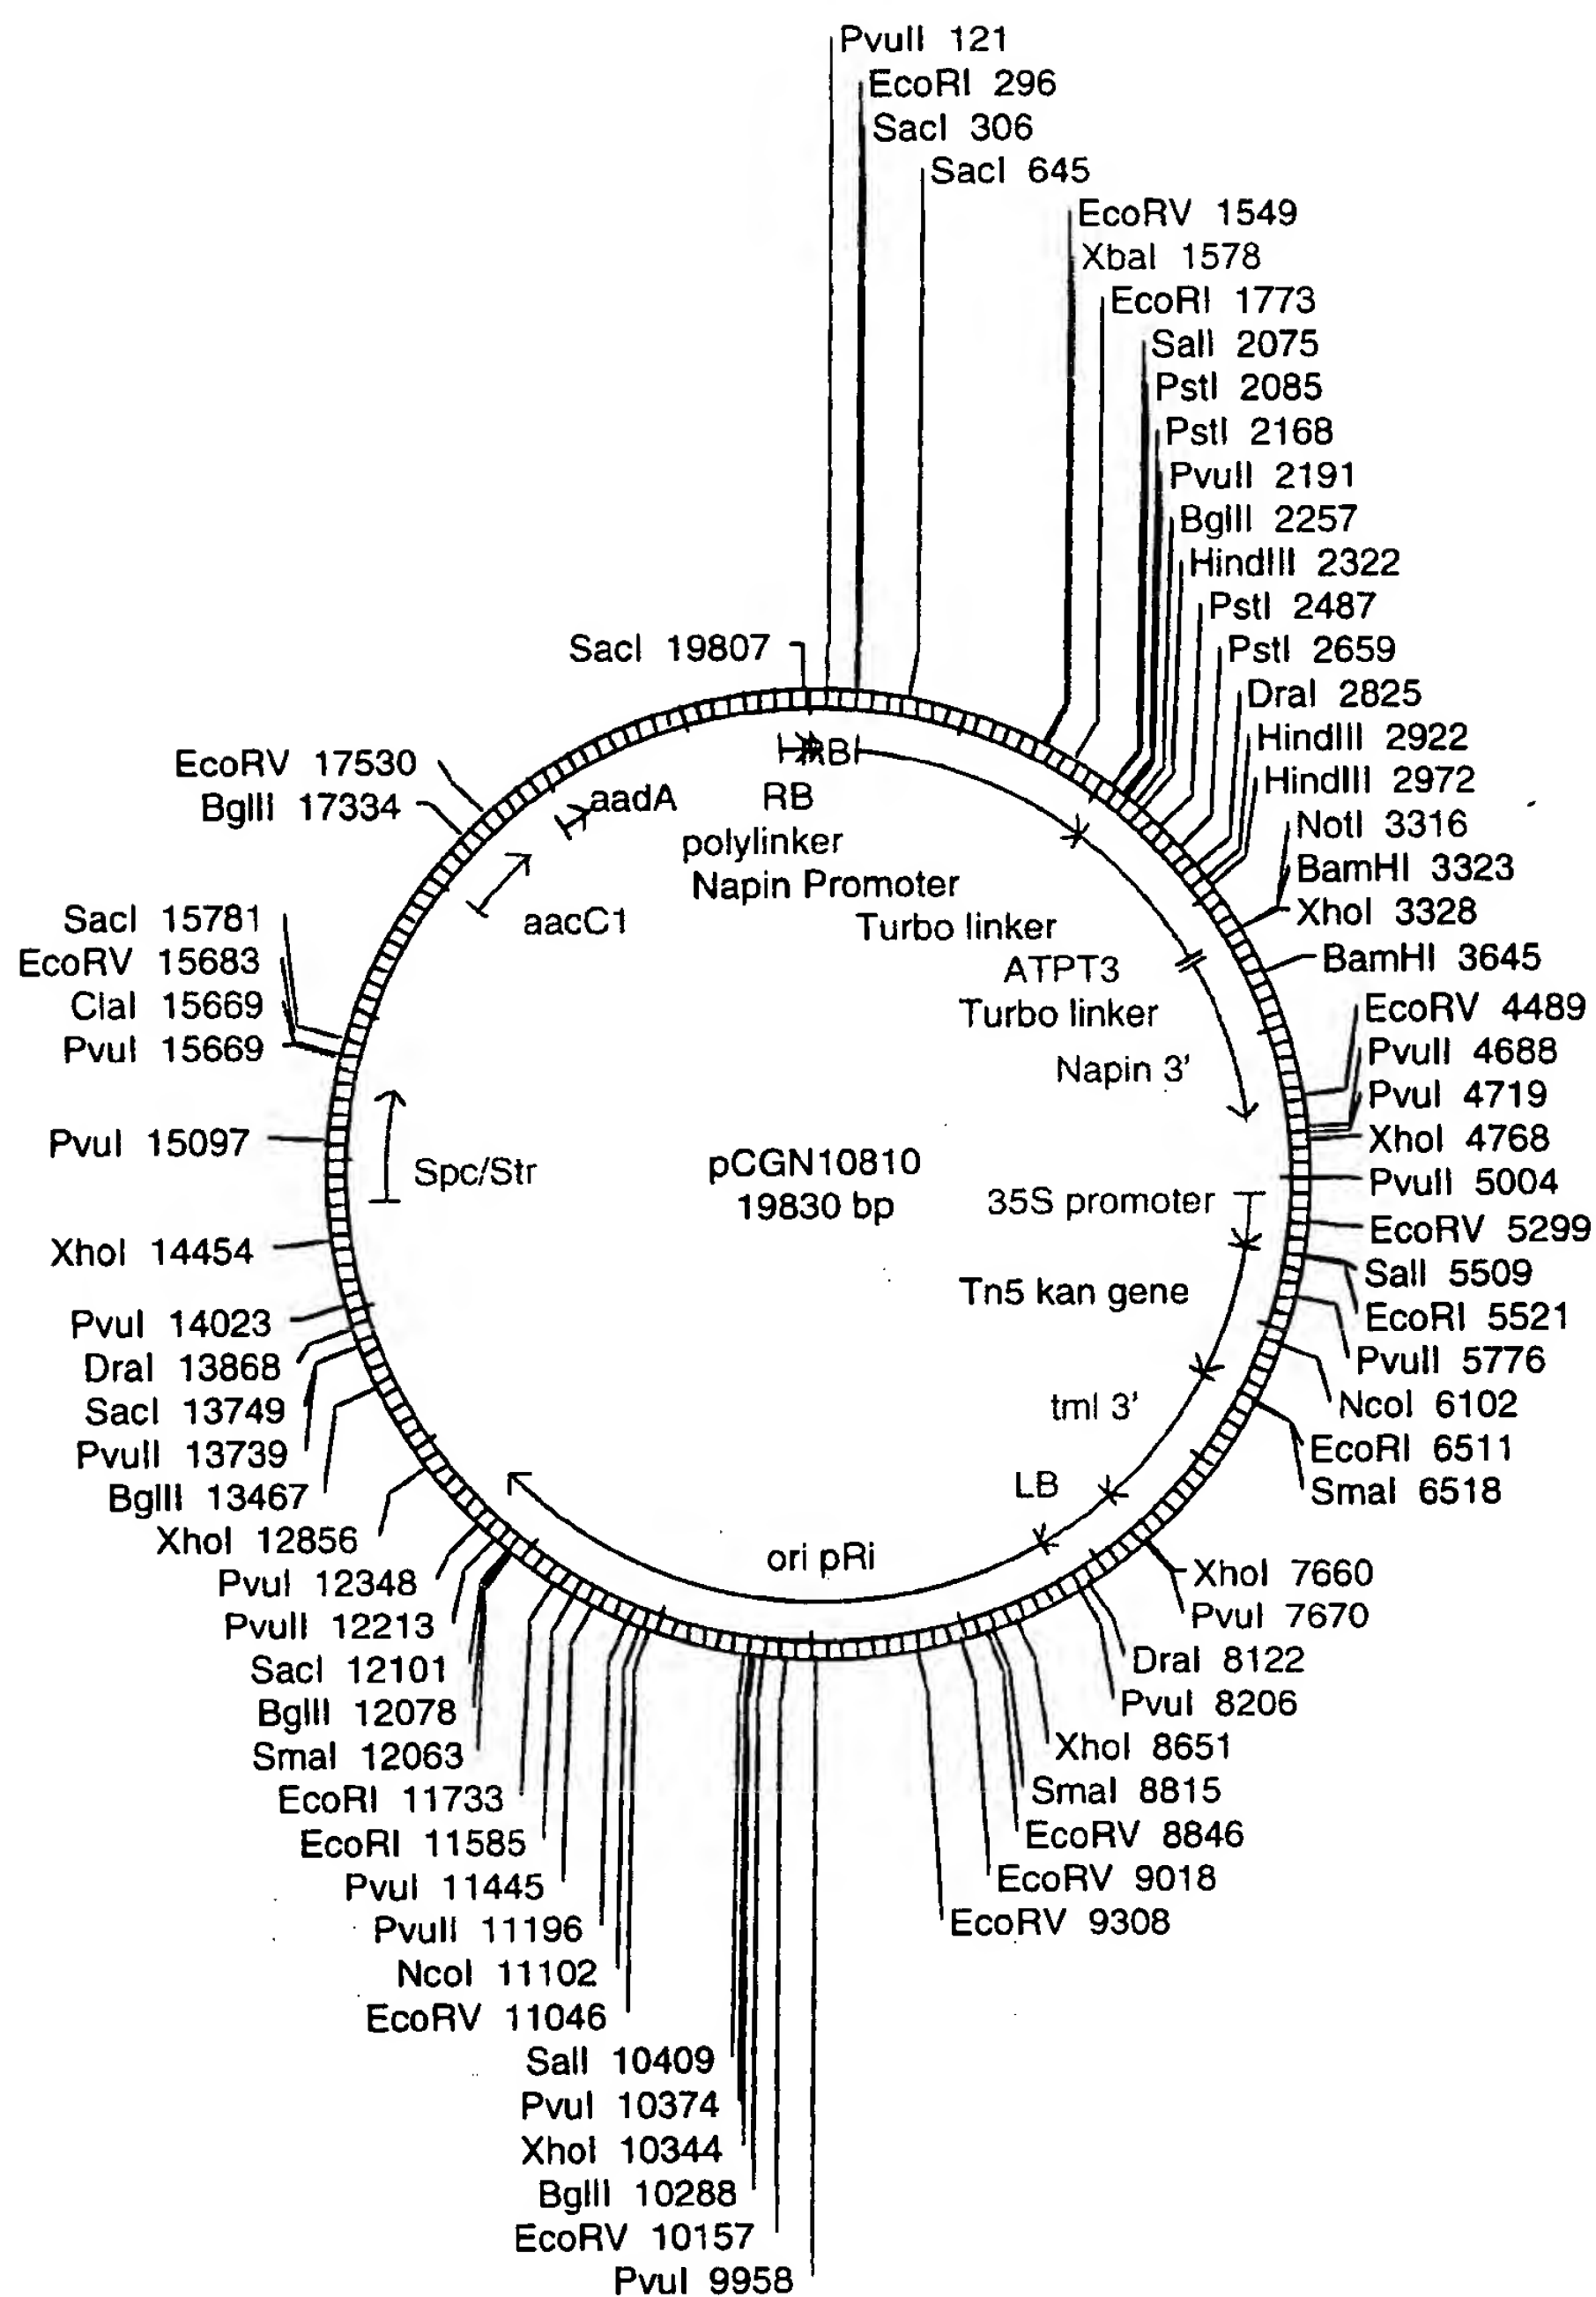 PvuII 121
EcoRI 296
SacI 306
SacI 645
EcoRV 1549
XbaI 1578
EcoRI 1773
SalI 2075
PstI 2085
PstI 2168
PvuII 2191
BglII 2257
HindIII 2322
PstI 2487
PstI 2659
DraI 2825
HindIII 2922
HindIII 2972
NotI 3316
BamHI 3323
XhoI 3328
BamHI 3645
EcoRV 4489
PvuII 4688
PvuI 4719
XhoI 4768
PvuII 5004
EcoRV 5299
SalI 5509
EcoRI 5521
PvuII 5776
NcoI 6102
EcoRI 6511
SmaI 6518
XhoI 7660
PvuI 7670
DraI 8122
PvuI 8206
XhoI 8651
SmaI 8815
EcoRV 8846
EcoRV 9018
EcoRV 9308
PvuI 9958
EcoRV 10157
BglII 10288
XhoI 10344
PvuI 10374
SalI 10409
EcoRV 11046
NcoI 11102
PvuII 11196
PvuI 11445
EcoRI 11585
EcoRI 11733
SmaI 12063
BglII 12078
SacI 12101
PvuII 12213
PvuI 12348
XhoI 12856
BglII 13467
PvuII 13739
SacI 13749
DraI 13868
PvuI 14023
XhoI 14454
PvuI 15097
PvuI 15669
ClaI 15669
EcoRV 15683
SacI 15781
BglII 17334
EcoRV 17530
SacI 19807
RB
aadA
RB
polylinker
Napin Promoter
aacC1
Turbo linker
ATPT3
Turbo linker
Napin 3'
Spc/Str
pCGN10810
19830 bp
35S promoter
Tn5 kan gene
tml 3'
LB
ori pRi